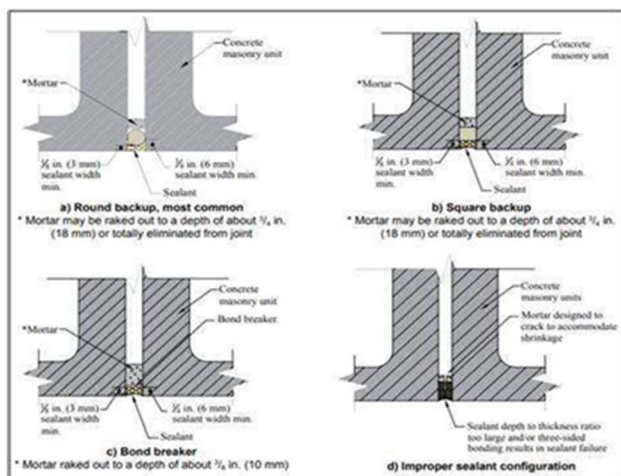 Concrete
masonry unit
*Mortar
⅛ in. (3 mm)
sealant width
min.
¼ in. (6 mm)
sealant width min.
Sealant
a) Round backup, most common
* Mortar may be raked out to a depth of about ¾ in.
(18 mm) or totally eliminated from joint
Concrete
masonry unit
*Mortar
⅛ in. (3 mm)
sealant width
min.
¼ in. (6 mm)
sealant width min.
Sealant
b) Square backup
* Mortar may be raked out to a depth of about ¾ in.
(18 mm) or totally eliminated from joint
Concrete
masonry unit
Bond breaker
*Mortar
⅛ in. (3 mm)
sealant width
min.
¼ in. (6 mm)
sealant width min.
Sealant
c) Bond breaker
* Mortar raked out to a depth of about ⅜ in. (10 mm)
Concrete
masonry units
Mortar designed to
crack to accommodate
shrinkage
Sealant depth to thickness ratio
too large and/or three-sided
bonding results in sealant failure
d) Improper sealant configuration